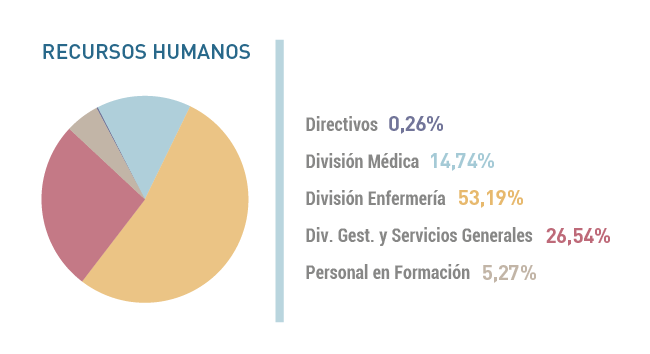 RECURSOS HUMANOS
Directivos 0,26%
División Médica 14,74%
División Enfermería 53,19%
Div. Gest. y Servicios Generales 26,54%
Personal en Formación 5,27%